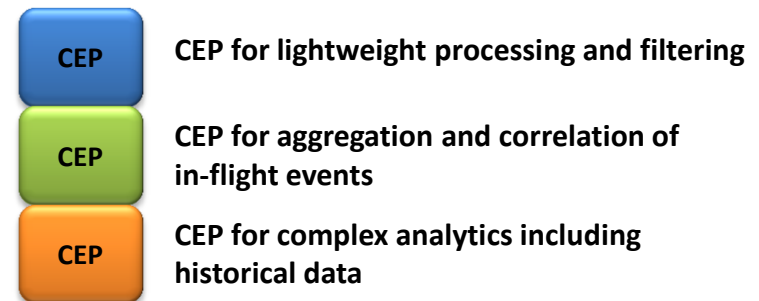 CEP
CEP for lightweight processing and filtering
CEP
CEP for aggregation and correlation of
in-flight events
CEP
CEP for complex analytics including
historical data